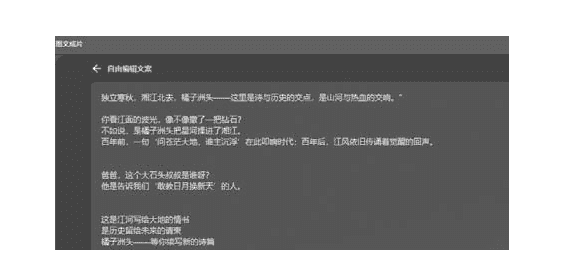 图文成片
自由编辑文案
独立寒秋，湘江北去，橘子洲头——这里是诗与历史的交点，是山河与热血的交响。”
你看江面的波光，像不像撒了一把钻石？
不如说，是橘子洲头把星河揉进了湘江。
百年前，一句‘问苍茫大地，谁主沉浮’在此叩响时代；百年后，江风依旧传诵着觉醒的回声。
爸爸，这个大石头叔叔是谁呀？
他是告诉我们‘敢教日月换新天’的人。
这是江河写给大地的情书
是历史留给未来的请柬
橘子洲头——等你续写新的诗篇